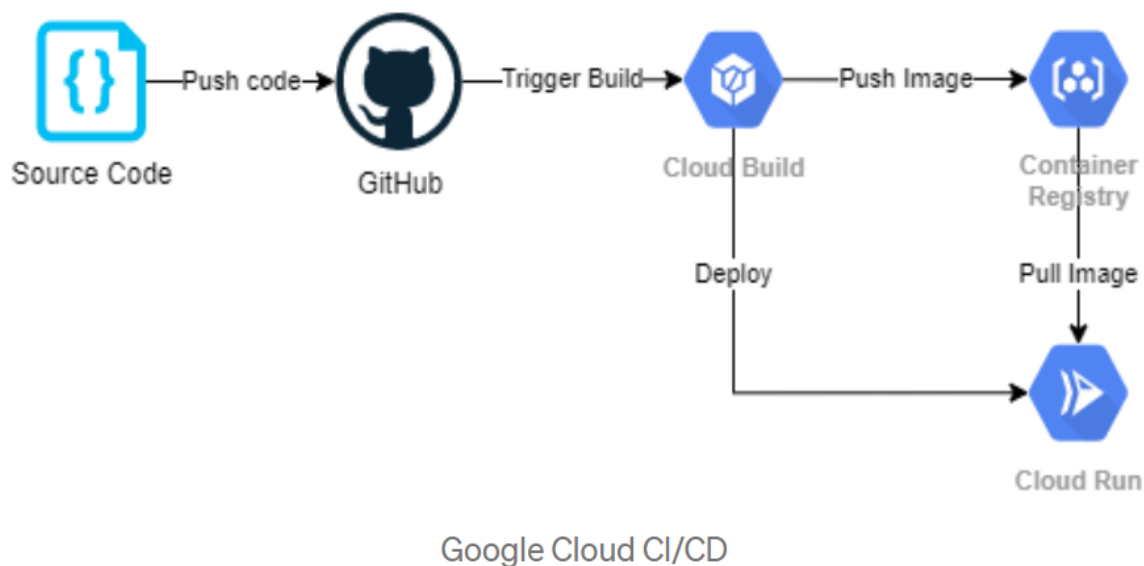 Push code
Trigger Build
Push Image
Source Code
GitHub
Cloud Build
Container
Registry
Deploy
Pull Image
Cloud Run
Google Cloud CI/CD